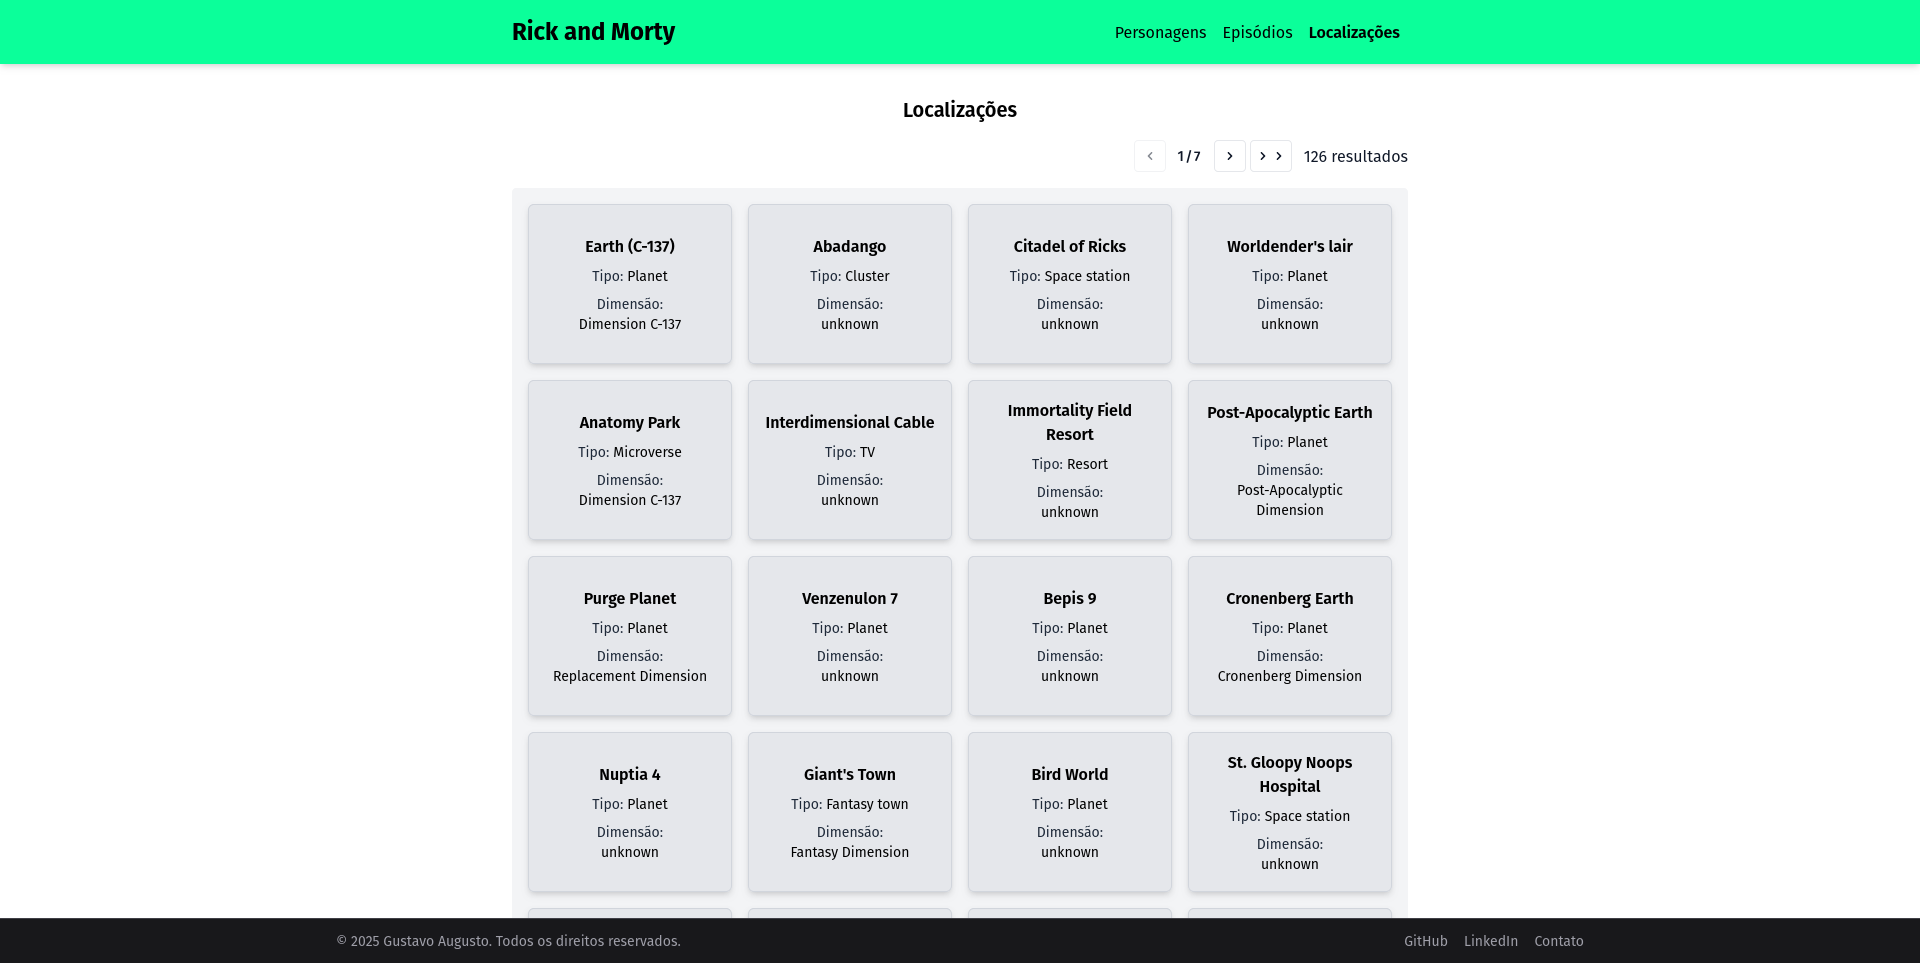 Rick and Morty
Personagens Episódios Localizações
Localizações
‹ 1/7 › › › 126 resultados
Earth (C-137)
Tipo: Planet
Dimensão:
Dimension C-137
Abadango
Tipo: Cluster
Dimensão:
unknown
Citadel of Ricks
Tipo: Space station
Dimensão:
unknown
Worldender's lair
Tipo: Planet
Dimensão:
unknown
Anatomy Park
Tipo: Microverse
Dimensão:
Dimension C-137
Interdimensional Cable
Tipo: TV
Dimensão:
unknown
Immortality Field
Resort
Tipo: Resort
Dimensão:
unknown
Post-Apocalyptic Earth
Tipo: Planet
Dimensão:
Post-Apocalyptic
Dimension
Purge Planet
Tipo: Planet
Dimensão:
Replacement Dimension
Venzenulon 7
Tipo: Planet
Dimensão:
unknown
Bepis 9
Tipo: Planet
Dimensão:
unknown
Cronenberg Earth
Tipo: Planet
Dimensão:
Cronenberg Dimension
Nuptia 4
Tipo: Planet
Dimensão:
unknown
Giant's Town
Tipo: Fantasy town
Dimensão:
Fantasy Dimension
Bird World
Tipo: Planet
Dimensão:
unknown
St. Gloopy Noops
Hospital
Tipo: Space station
Dimensão:
unknown
© 2025 Gustavo Augusto. Todos os direitos reservados.
GitHub LinkedIn Contato